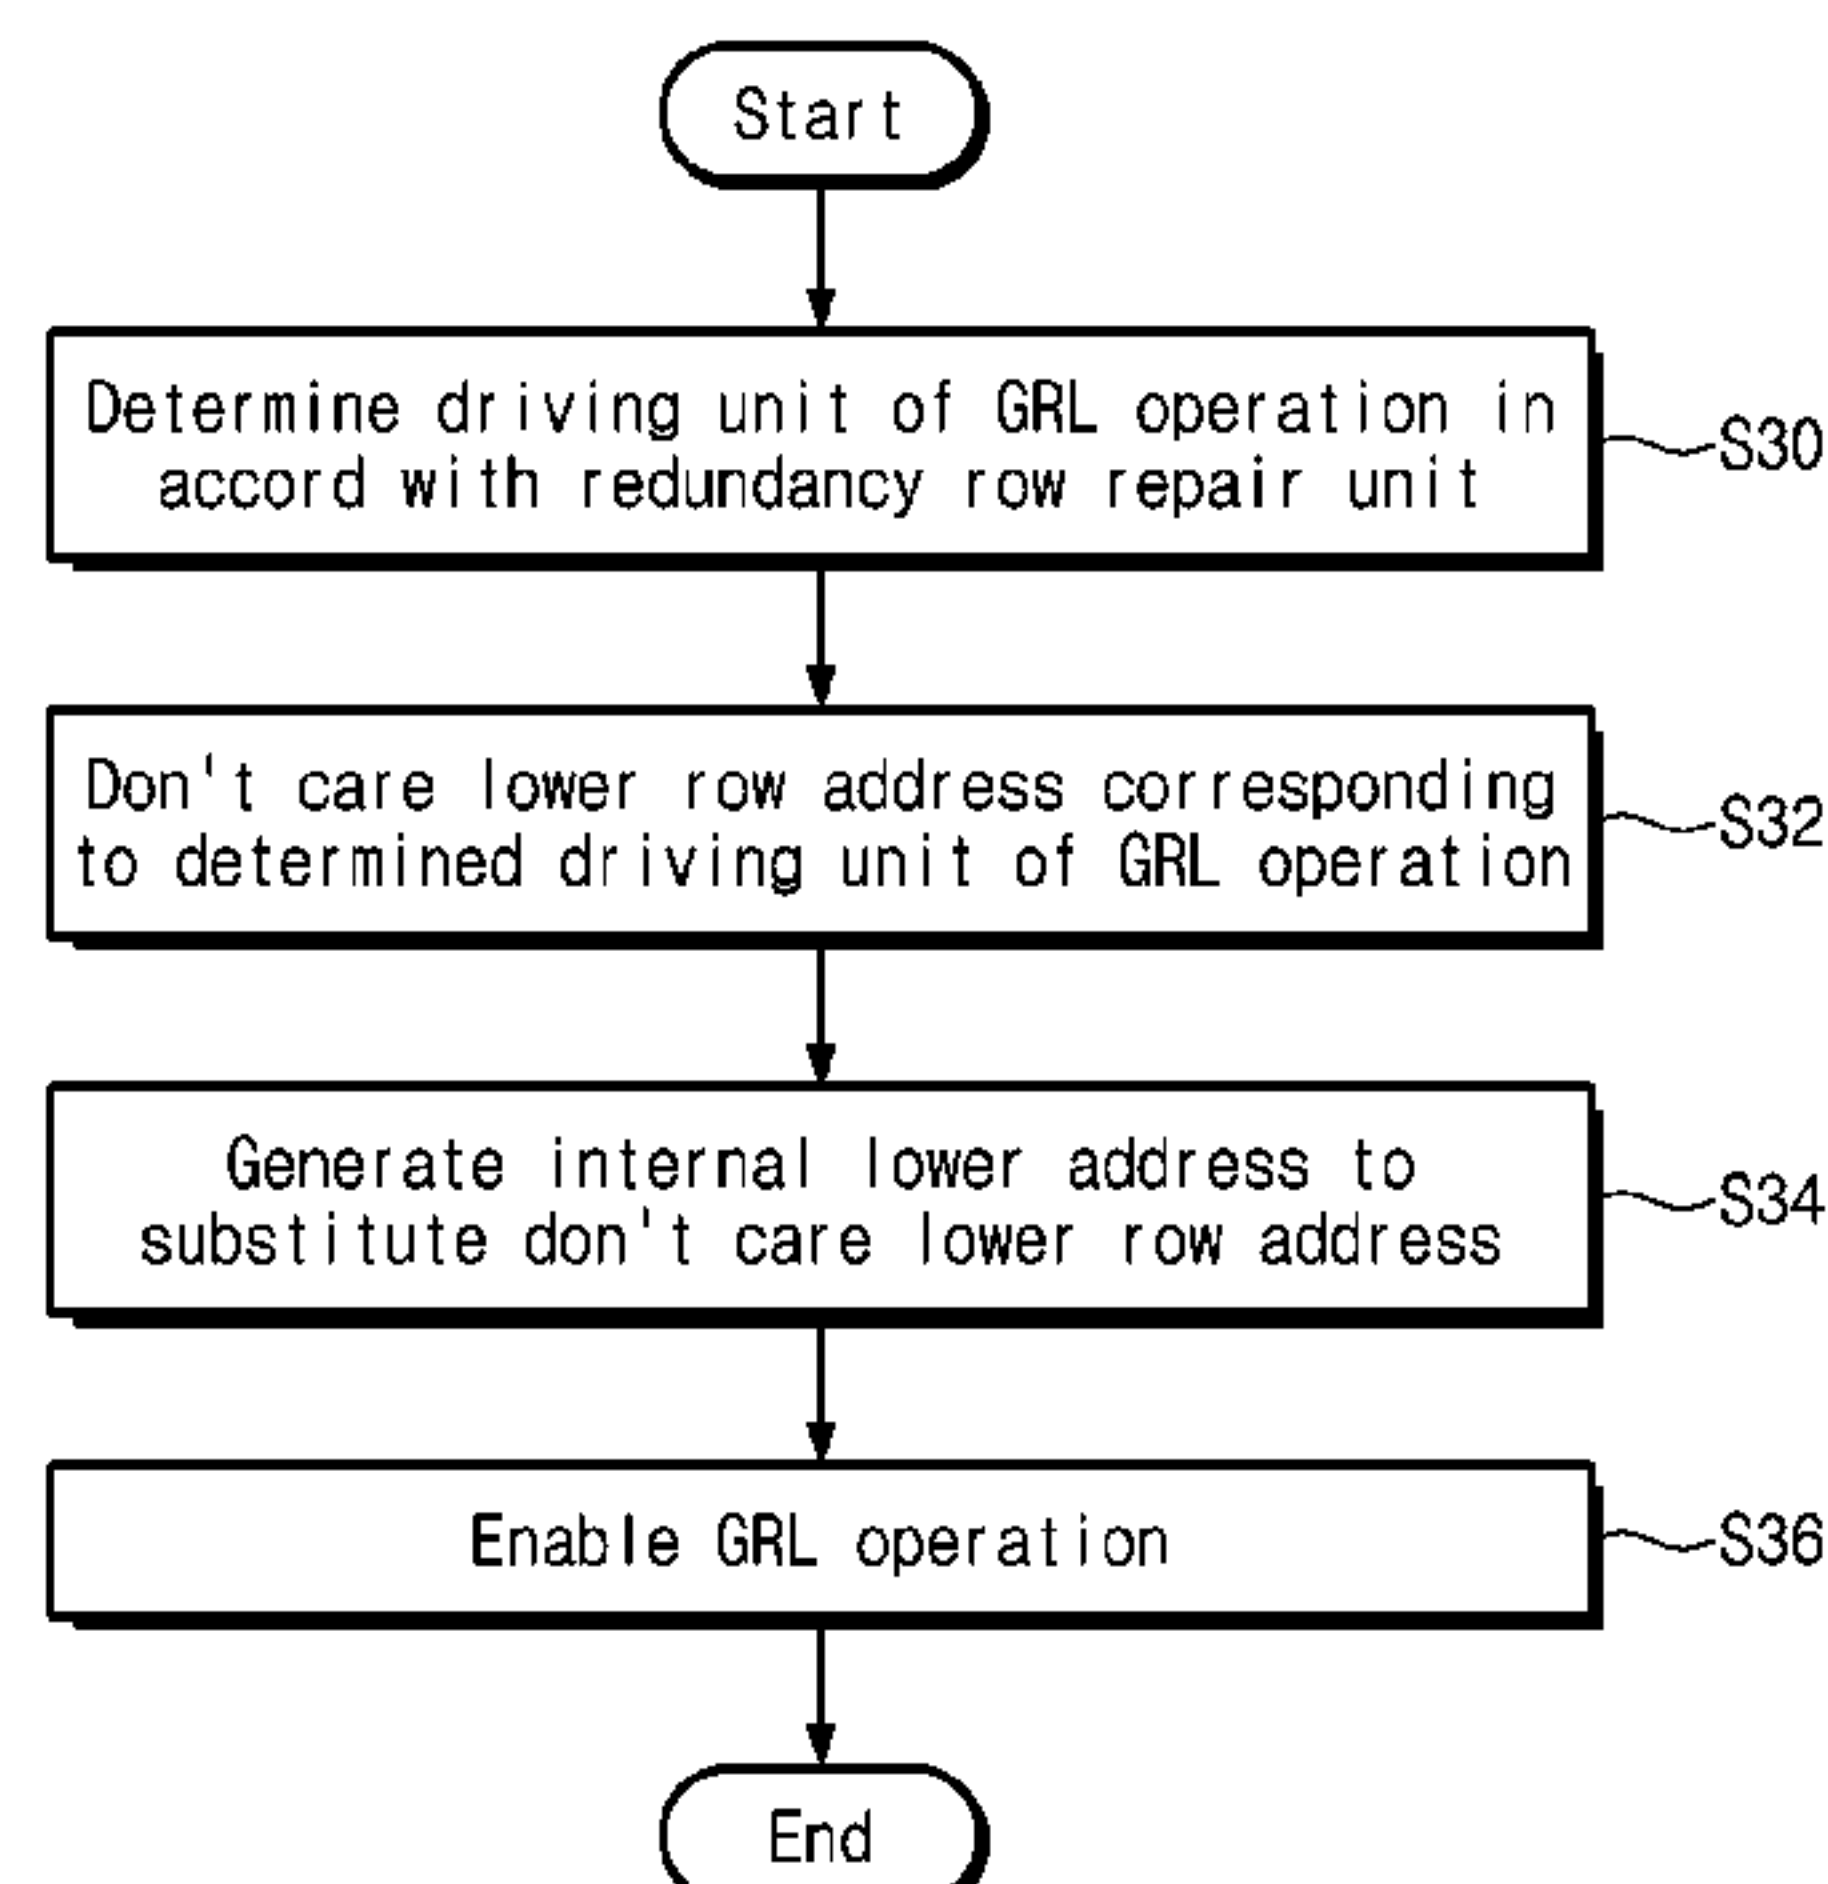 Start
Determine driving unit of GRL operation in
accord with redundancy row repair unit
S30
Don't care lower row address corresponding
to determined driving unit of GRL operation
S32
Generate internal lower address to
substitute don't care lower row address
S34
Enable GRL operation
S36
End